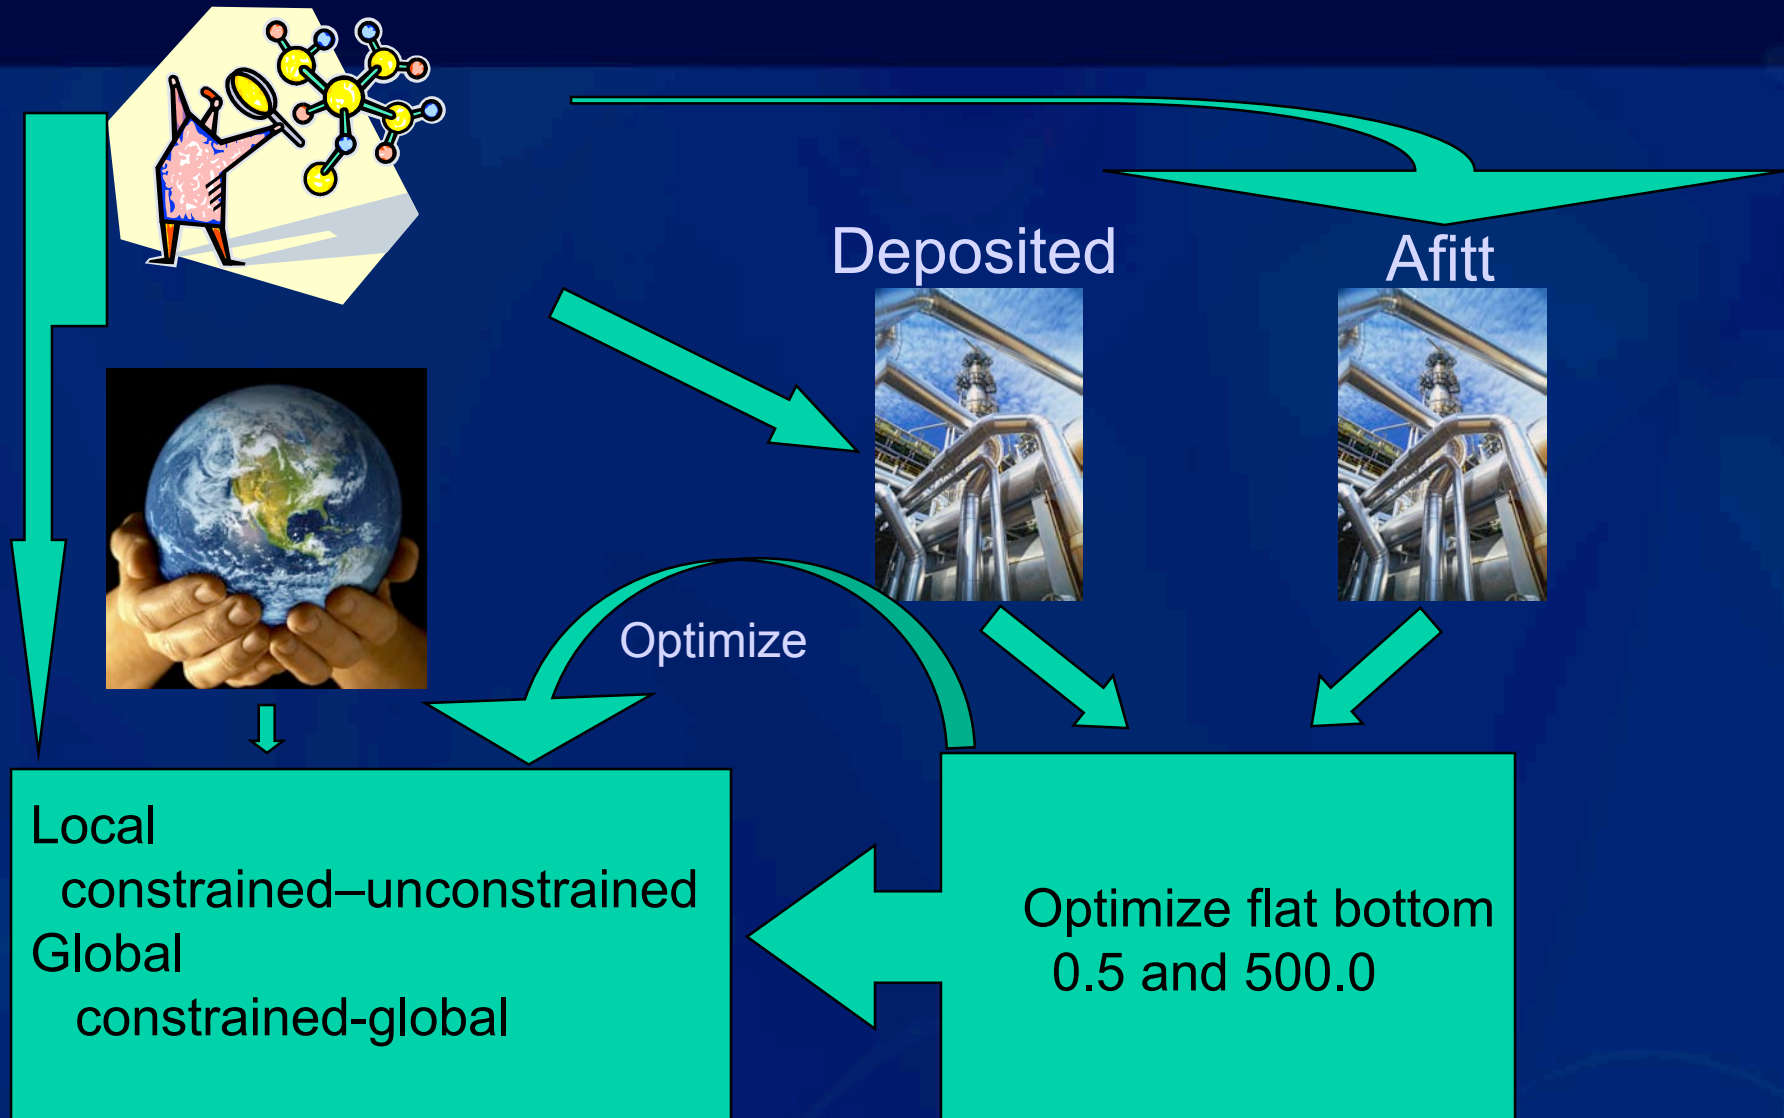 Deposited
Afitt
Optimize
Local
constrained–unconstrained
Global
constrained-global
Optimize flat bottom
0.5 and 500.0